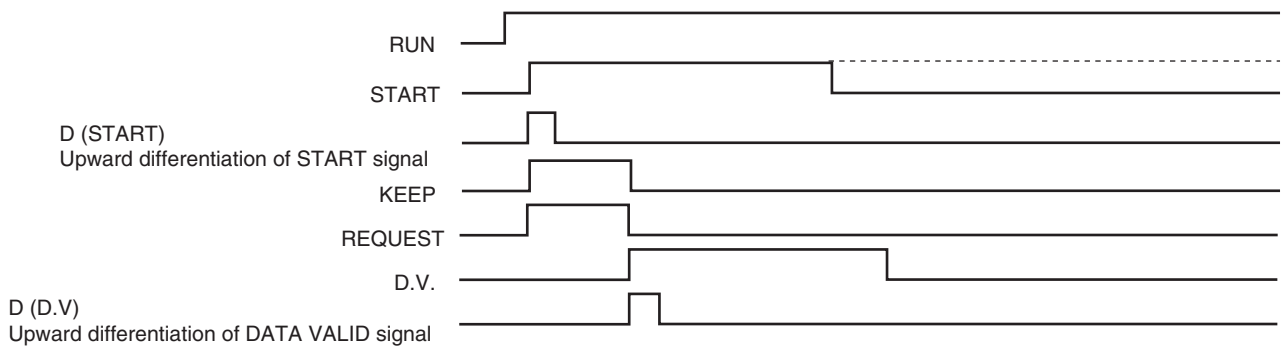 RUN
START
D (START)
Upward differentiation of START signal
KEEP
REQUEST
D.V.
D (D.V)
Upward differentiation of DATA VALID signal